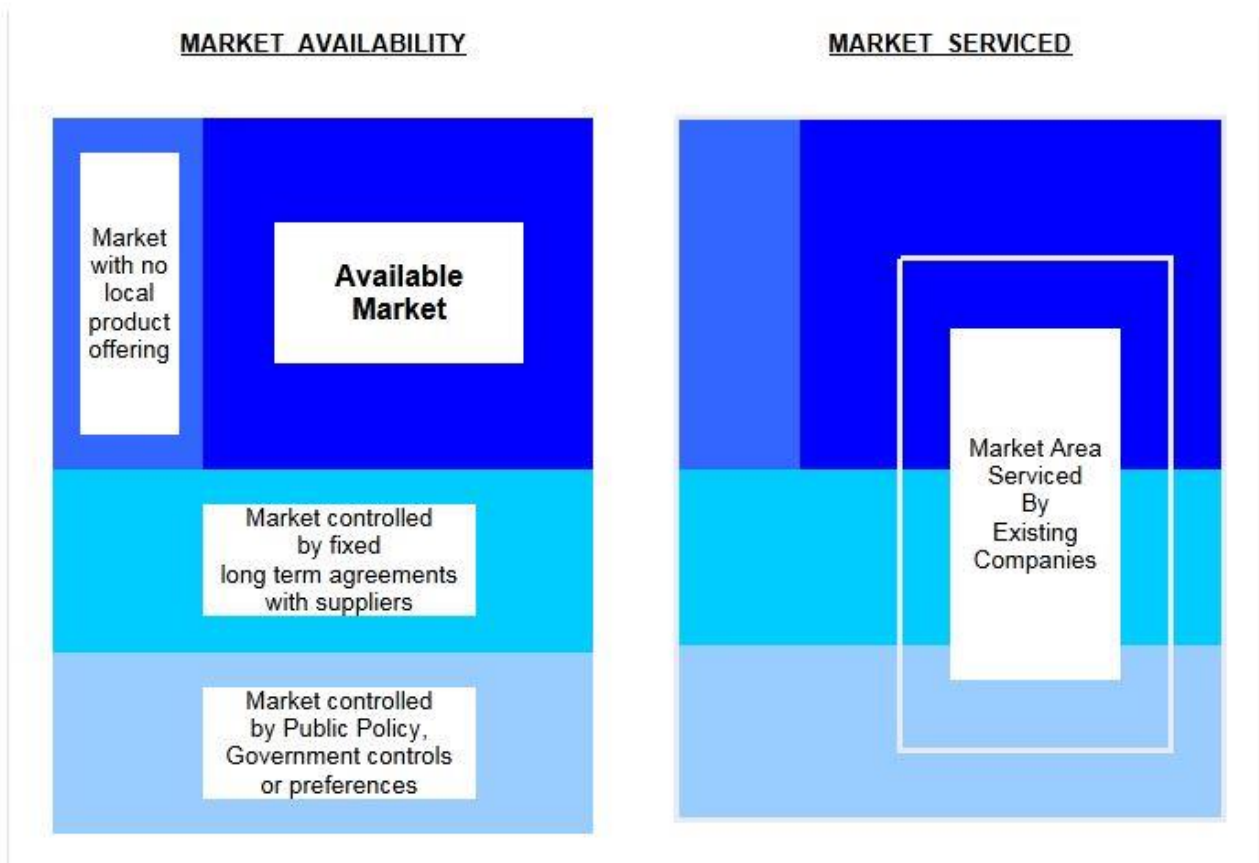 MARKET AVAILABILITY
MARKET SERVICED
Market
with no
local
product
offering
Available
Market
Market controlled
by fixed
long term agreements
with suppliers
Market controlled
by Public Policy,
Government controls
or preferences
Market Area
Serviced
By
Existing
Companies